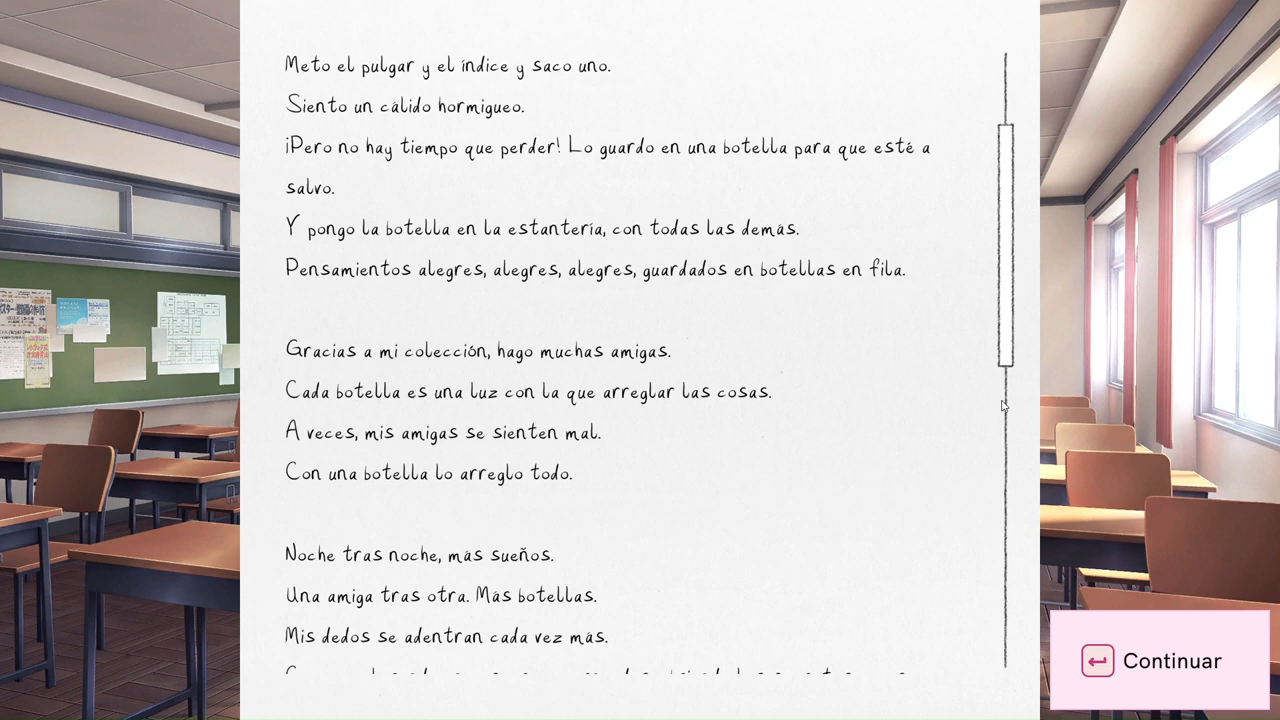 Meto el pulgar y el índice y saco uno.
Siento un cálido hormigueo.
¡Pero no hay tiempo que perder! Lo guardo en una botella para que esté a
salvo.
Y pongo la botella en la estantería, con todas las demás.
Pensamientos alegres, alegres, alegres, guardados en botellas en fila.
Gracias a mi colección, hago muchas amigas.
Cada botella es una luz con la que arreglar las cosas.
A veces, mis amigas se sienten mal.
Con una botella lo arreglo todo.
Noche tras noche, más sueños.
Una amiga tras otra. Más botellas.
Mis dedos se adentran cada vez más.
Continuar